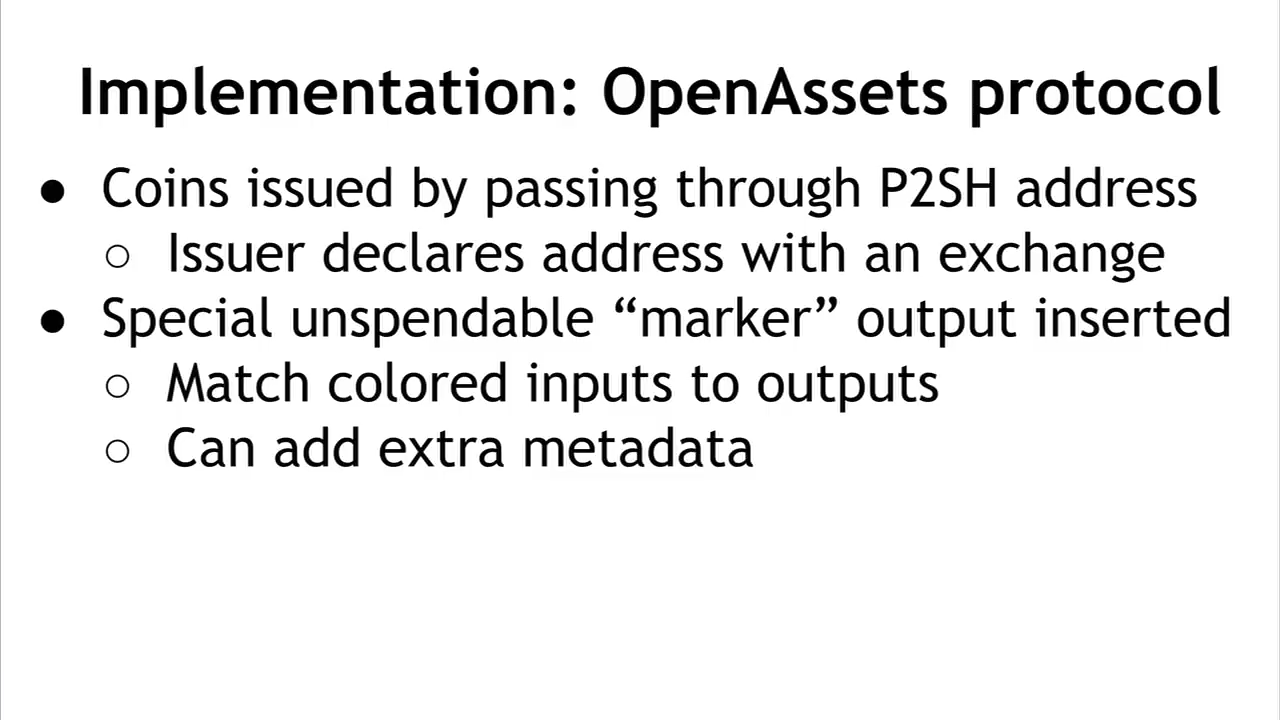 Implementation: OpenAssets protocol
● Coins issued by passing through P2SH address
○ Issuer declares address with an exchange
● Special unspendable “marker” output inserted
○ Match colored inputs to outputs
○ Can add extra metadata